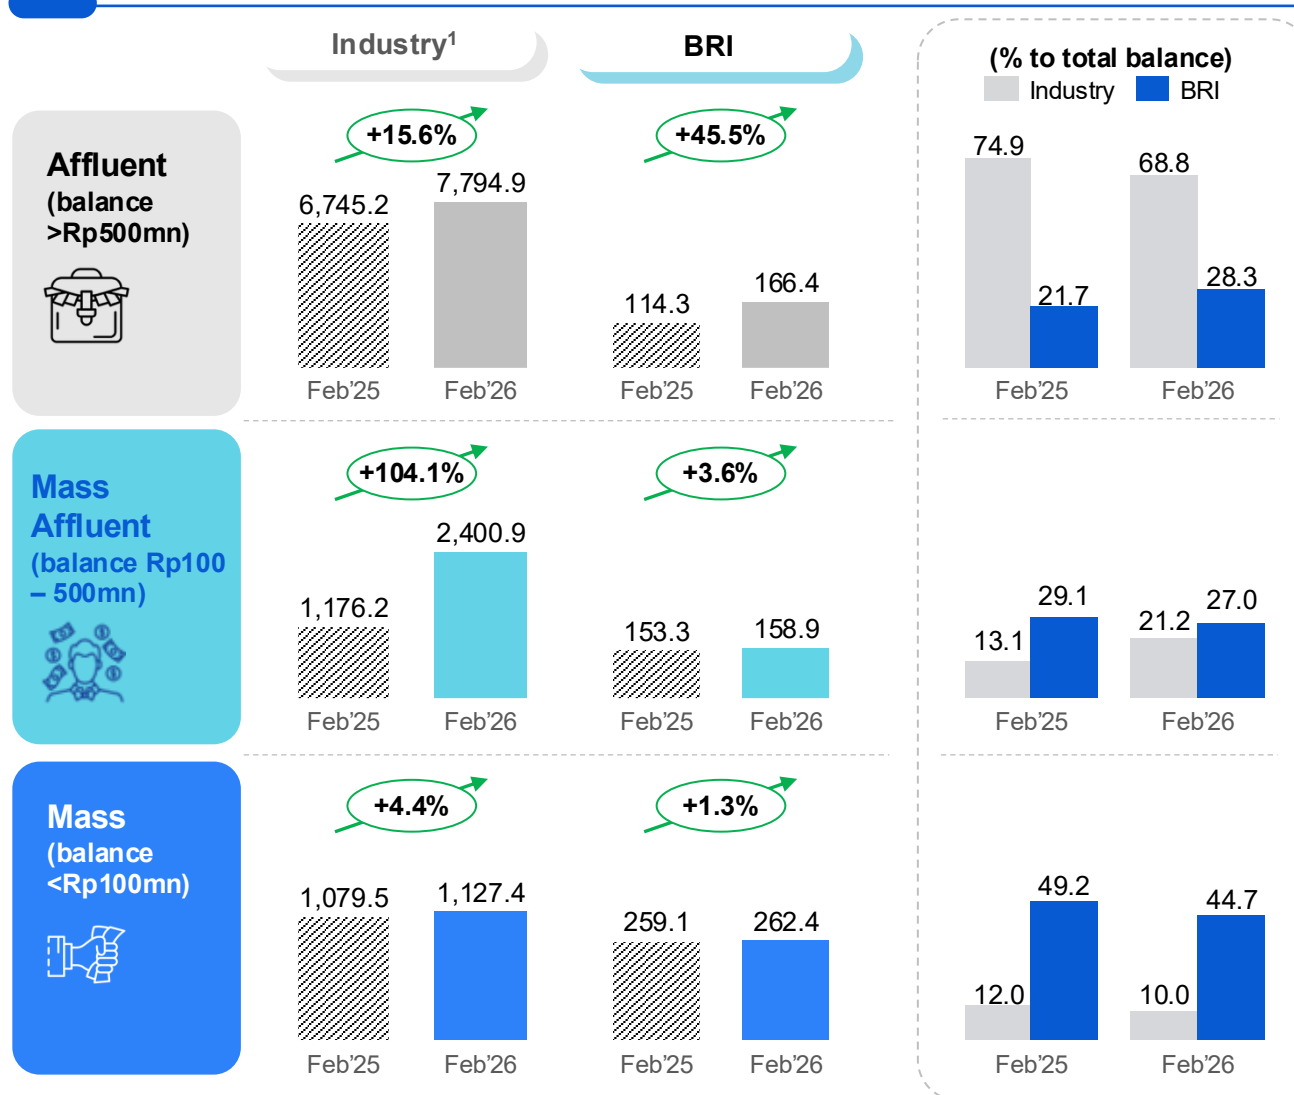 Industry¹
BRI
(% to total balance)
Industry
BRI
Affluent
(balance
>Rp500mn)
+15.6%
6,745.2
7,794.9
Feb’25
Feb’26
+45.5%
114.3
166.4
Feb’25
Feb’26
74.9
21.7
68.8
28.3
Feb’25
Feb’26
Mass
Affluent
(balance Rp100
– 500mn)
+104.1%
1,176.2
2,400.9
Feb’25
Feb’26
+3.6%
153.3
158.9
Feb’25
Feb’26
13.1
29.1
21.2
27.0
Feb’25
Feb’26
Mass
(balance
<Rp100mn)
+4.4%
1,079.5
1,127.4
Feb’25
Feb’26
+1.3%
259.1
262.4
Feb’25
Feb’26
12.0
49.2
10.0
44.7
Feb’25
Feb’26